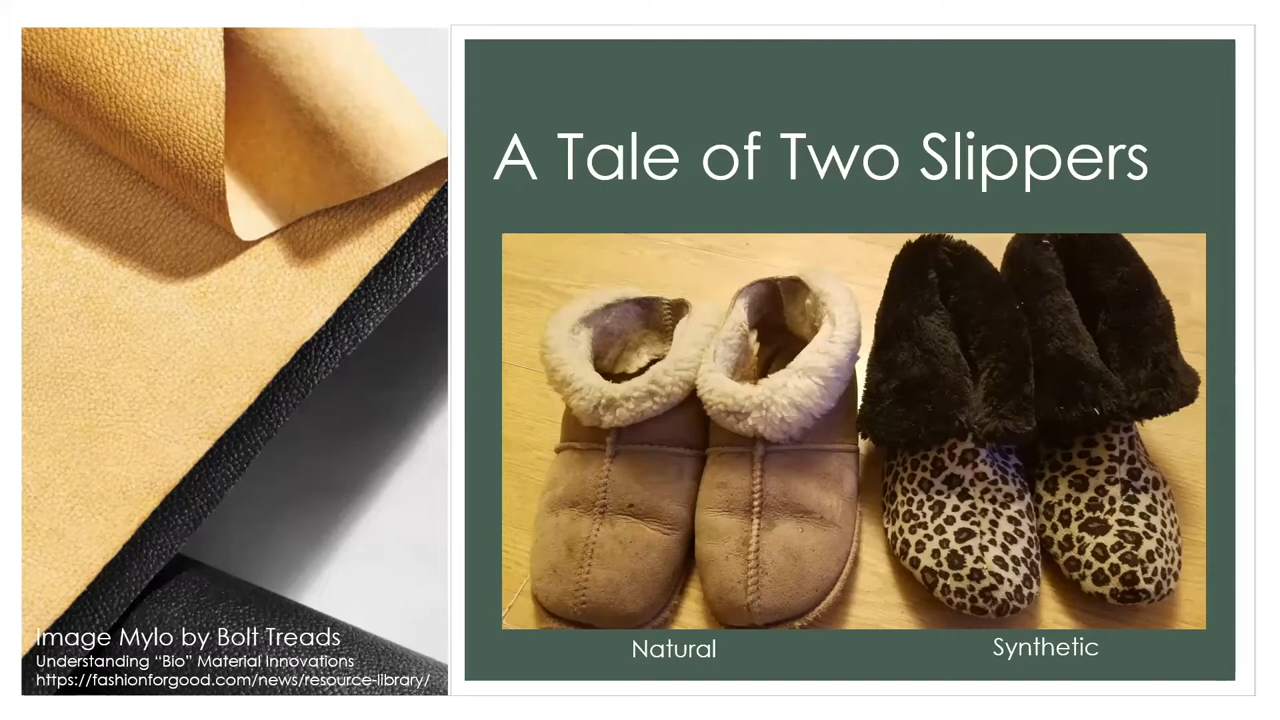 A Tale of Two Slippers
Natural
Synthetic
Image Mylo by Bolt Treads
Understanding “Bio” Material Innovations
https://fashionforgood.com/news/resource-library/